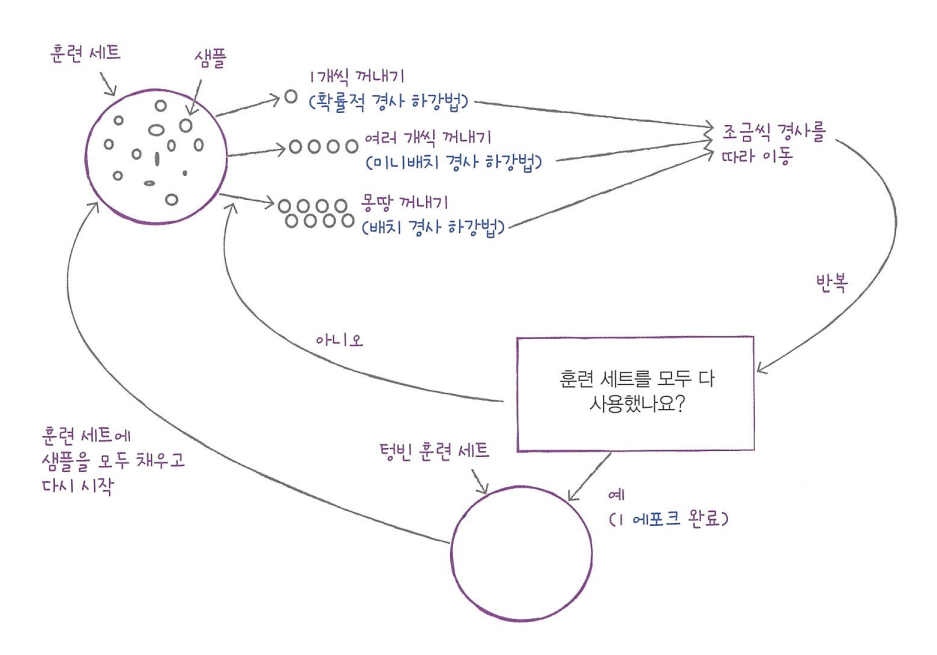 훈련 세트
샘플
1개씩 꺼내기
(확률적 경사 하강법)
여러 개씩 꺼내기
(미니배치 경사 하강법)
몽땅 꺼내기
(배치 경사 하강법)
조금씩 경사를
따라 이동
반복
아니오
훈련 세트를 모두 다
사용했나요?
훈련 세트에
샘플을 모두 채우고
다시 시작
텅빈 훈련 세트
예
(1 에포크 완료)